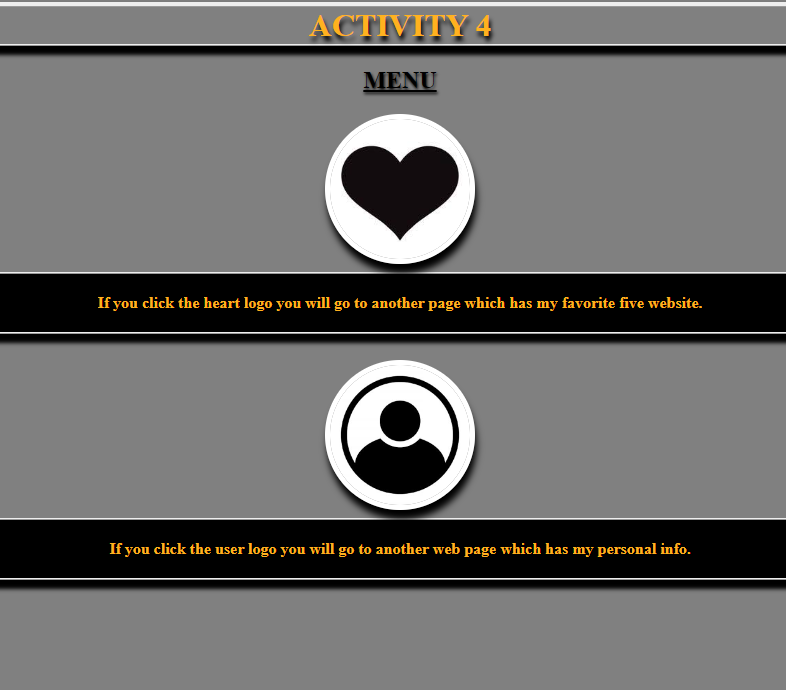 ACTIVITY 4
MENU
If you click the heart logo you will go to another page which has my favorite five website.
If you click the user logo you will go to another web page which has my personal info.